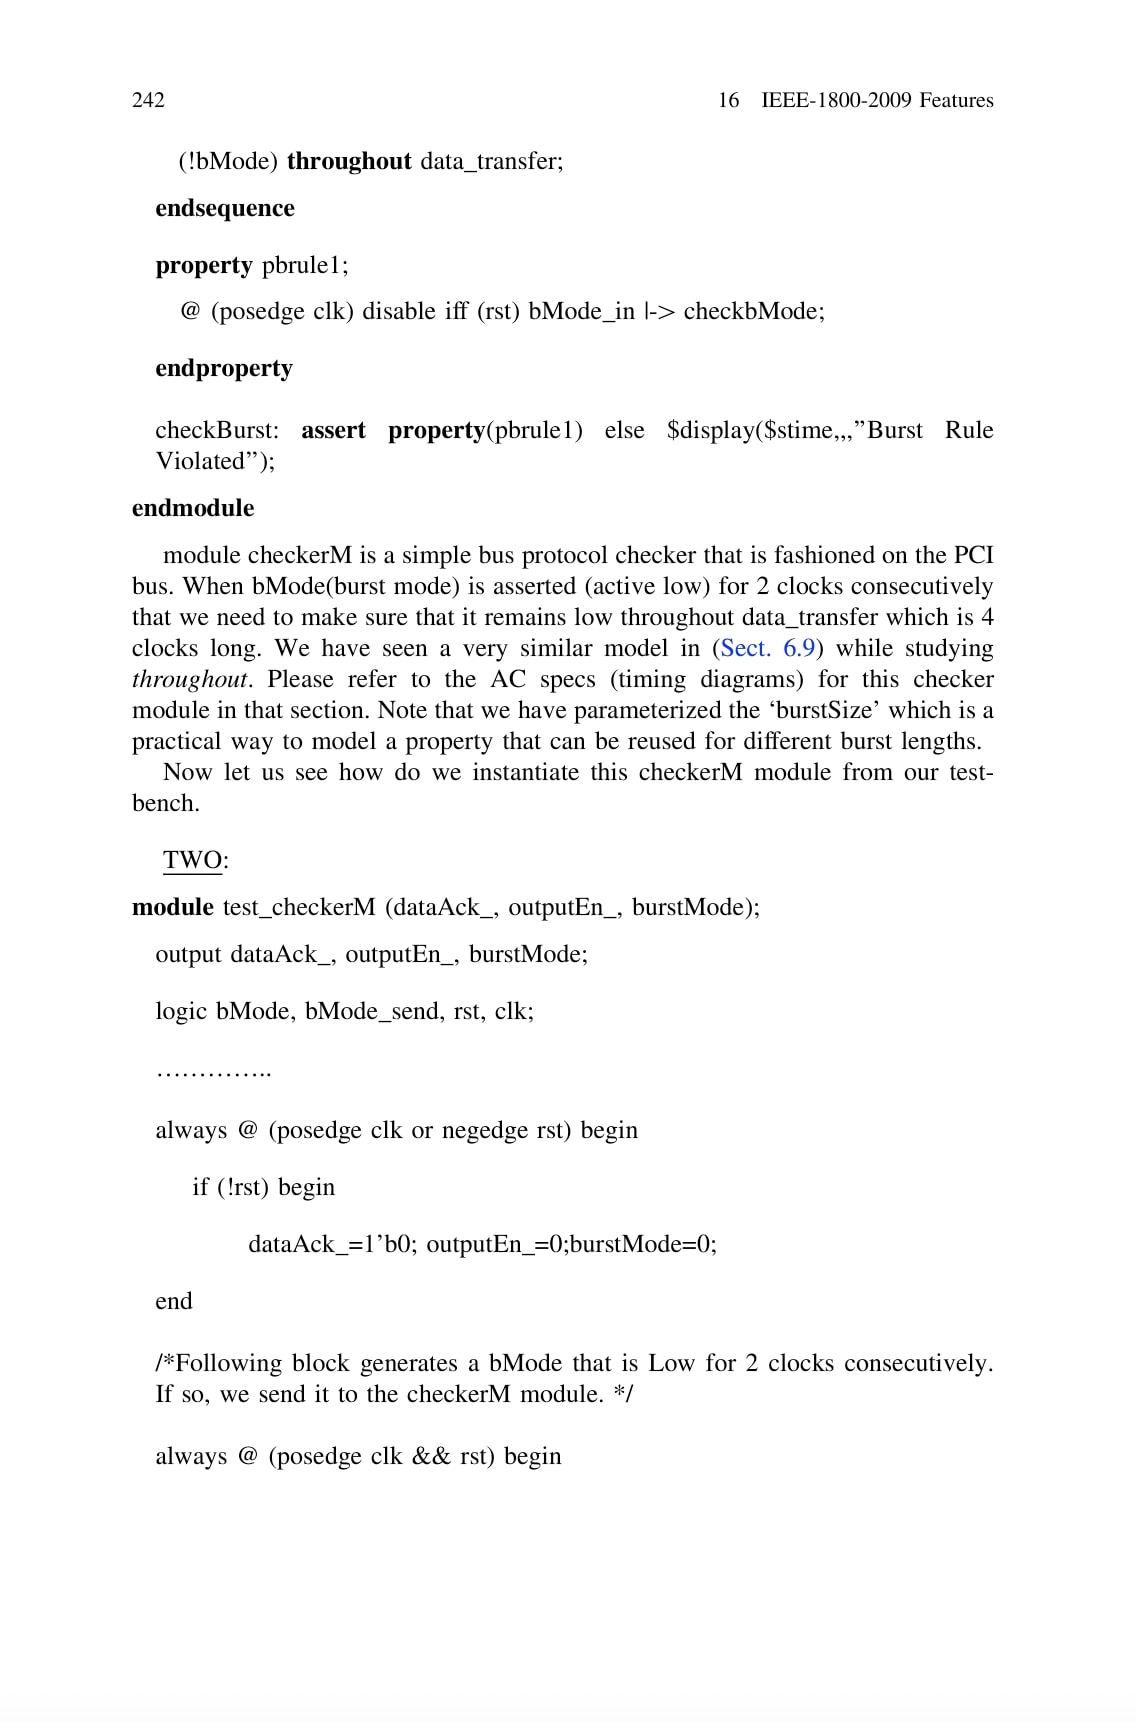 242
16 IEEE-1800-2009 Features
(!bMode) throughout data_transfer;
endsequence
property pbrule1;
@ (posedge clk) disable iff (rst) bMode_in |-> checkbMode;
endproperty
checkBurst: assert property(pbrule1) else $display($stime,,,”Burst Rule
Violated”);
endmodule
module checkerM is a simple bus protocol checker that is fashioned on the PCI
bus. When bMode(burst mode) is asserted (active low) for 2 clocks consecutively
that we need to make sure that it remains low throughout data_transfer which is 4
clocks long. We have seen a very similar model in (Sect. 6.9) while studying
throughout. Please refer to the AC specs (timing diagrams) for this checker
module in that section. Note that we have parameterized the ‘burstSize’ which is a
practical way to model a property that can be reused for different burst lengths.
Now let us see how do we instantiate this checkerM module from our test-
bench.
TWO:
module test_checkerM (dataAck_, outputEn_, burstMode);
output dataAck_, outputEn_, burstMode;
logic bMode, bMode_send, rst, clk;
…………..
always @ (posedge clk or negedge rst) begin
if (!rst) begin
dataAck_=1’b0; outputEn_=0;burstMode=0;
end
/*Following block generates a bMode that is Low for 2 clocks consecutively.
If so, we send it to the checkerM module. */
always @ (posedge clk && rst) begin